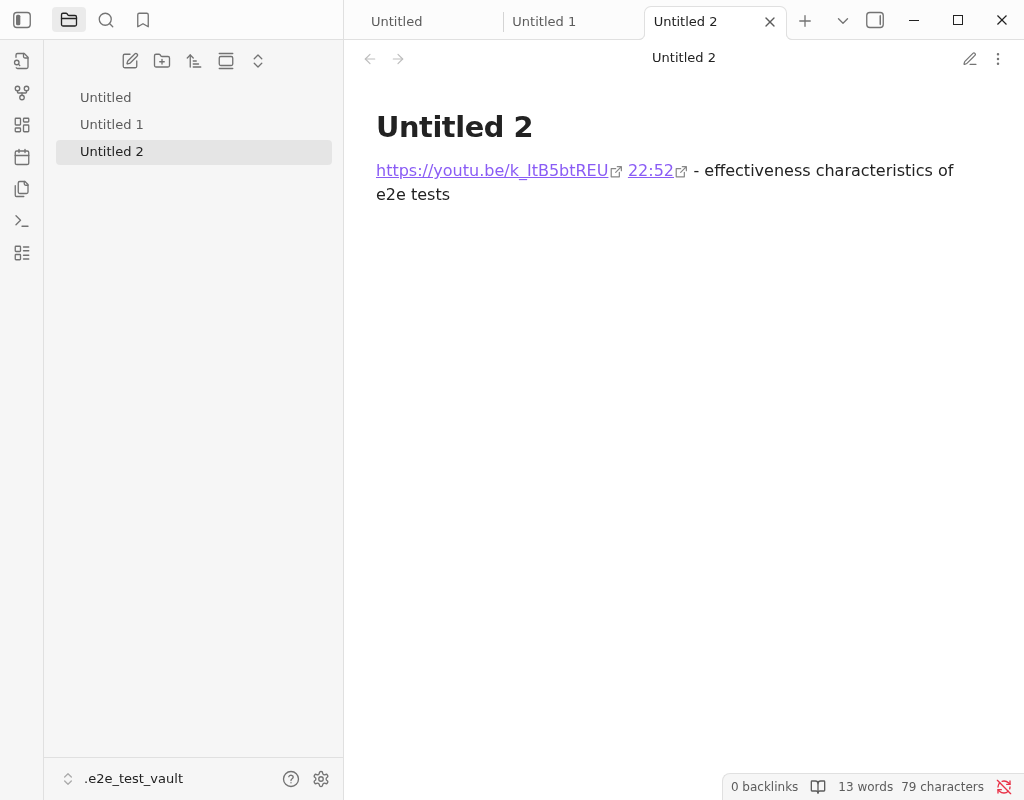 Untitled
Untitled 1
Untitled 2
Untitled 2
Untitled
Untitled 1
Untitled 2
Untitled 2
https://youtu.be/k_ItB5btREU 22:52 - effectiveness characteristics of
e2e tests
.e2e_test_vault
0 backlinks 13 words 79 characters